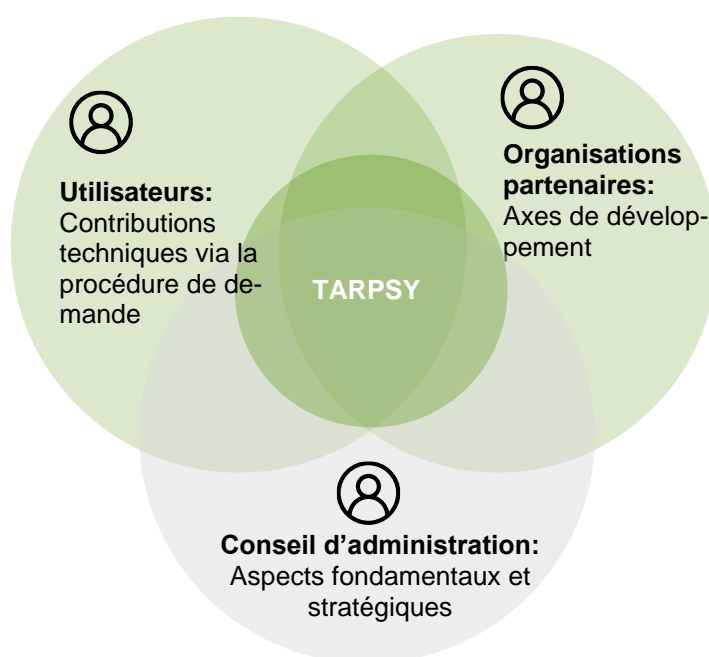 Utilisateurs:
Contributions
techniques via la
procédure de de-
mande
Organisations
partenaires:
Axes de dévelop-
pement
TARPSY
Conseil d’administration:
Aspects fondamentaux et
stratégiques